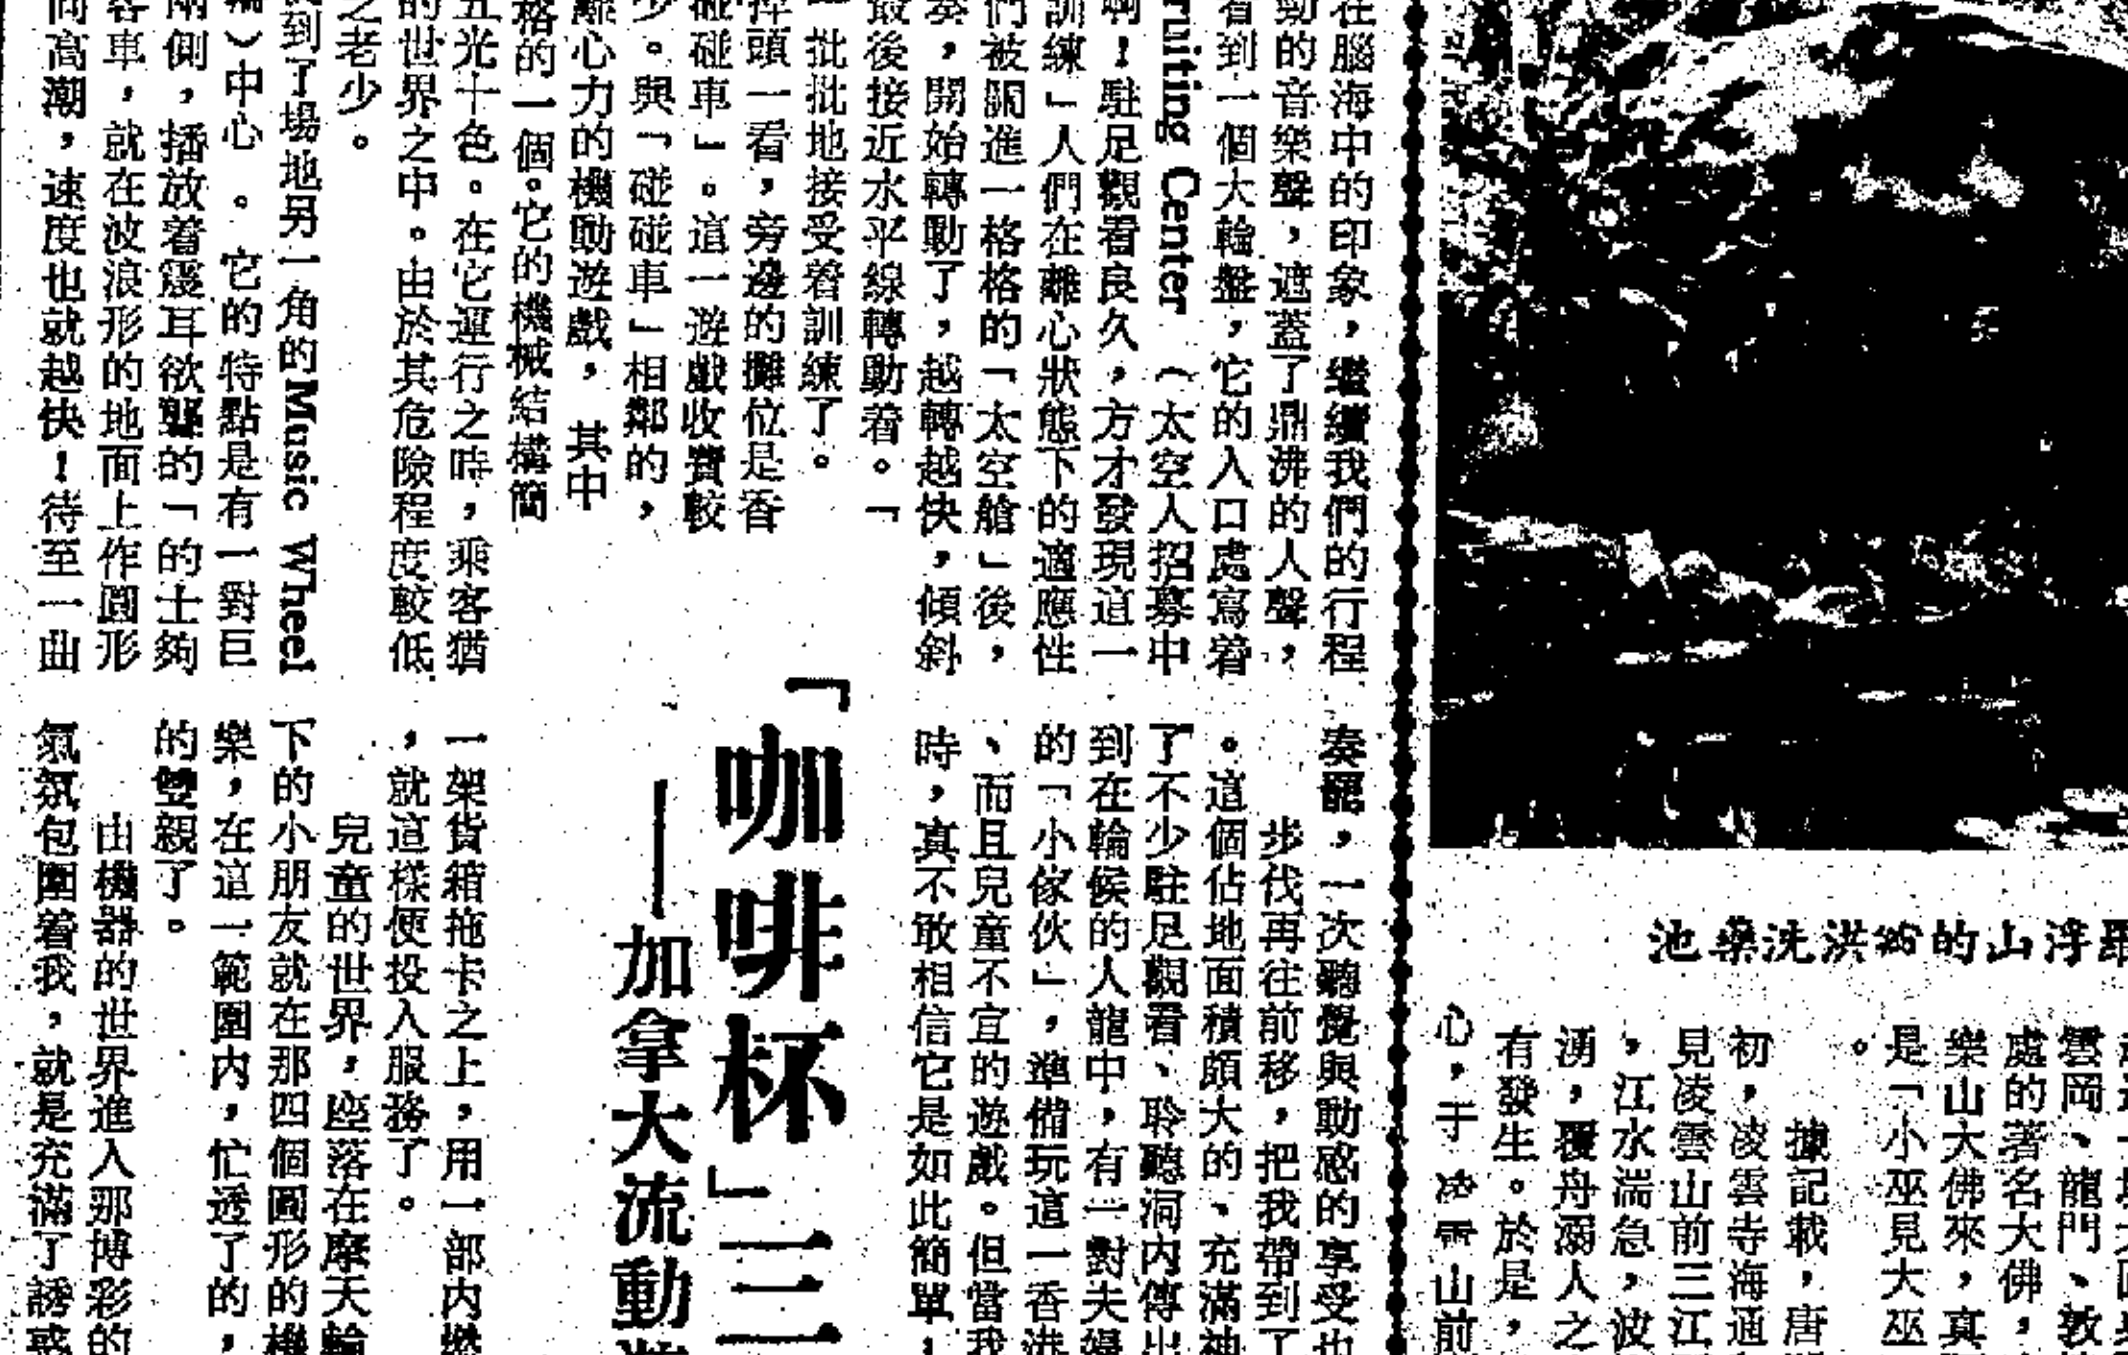 在腦海中的印象，繼續我們的行程
勁的音樂聲，遮蓋了鼎沸的人聲，
看到一個大輪盤，它的入口處寫着
ruiting Center （太空人招募中
啊！駐足觀看良久，方才發現這一
訓練」人們在離心狀態下的適應性
們被關進一格格的「太空艙」後，
奏，開始轉動了，越轉越快，傾斜
最後接近水平線轉動着。「
一批批地接受着訓練了。
掉頭一看，旁邊的攤位是香
碰碰車」。這一遊戲收費較
少。與「碰碰車」相鄰的，
離心力的機動遊戲，其中
格的一個。它的機械結構簡
五光十色。在它運行之時，乘客猶
的世界之中。由於其危險程度較低
之老少。
到了場地另一角的Music Wheel
）中心。它的特點是有一對巨
兩側，播放着震耳欲聾的「的士夠
客車，就在波浪形的地面上作圓形
向高潮，速度也就越快！待至一曲
奏罷，一次聽覺與動感的享受也
步伐再往前移，把我帶到了
。這個佔地面積頗大的、充滿神
了不少駐足觀看、聆聽洞內傳出
到在輪候的人龍中，有一對夫婦
的「小傢伙」，準備玩這一香港
、而且兒童不宜的遊戲。但當我
時，真不敢相信它是如此簡單：
「咖啡杯」三
——加拿大流動遊
一架貨箱拖卡之上，用一部内燃
，就這樣便投入服務了。
兒童的世界，座落在摩天輪
下的小朋友就在那四個圓形的機
樂，在這一範圍内，忙透了的，
的雙親了。
由機器的世界進入那博彩的
氣氛包圍着我，就是充滿了誘惑
羅浮山的葛洪洗藥池
雲岡、龍門、敦
處的著名大佛，
樂山大佛來，真
是「小巫見大巫
。
據記載，唐
初，凌雲寺海通
見凌雲山前三江
，江水湍急，波
湧，覆舟溺人之
有發生。於是，
心，于凌雲山前